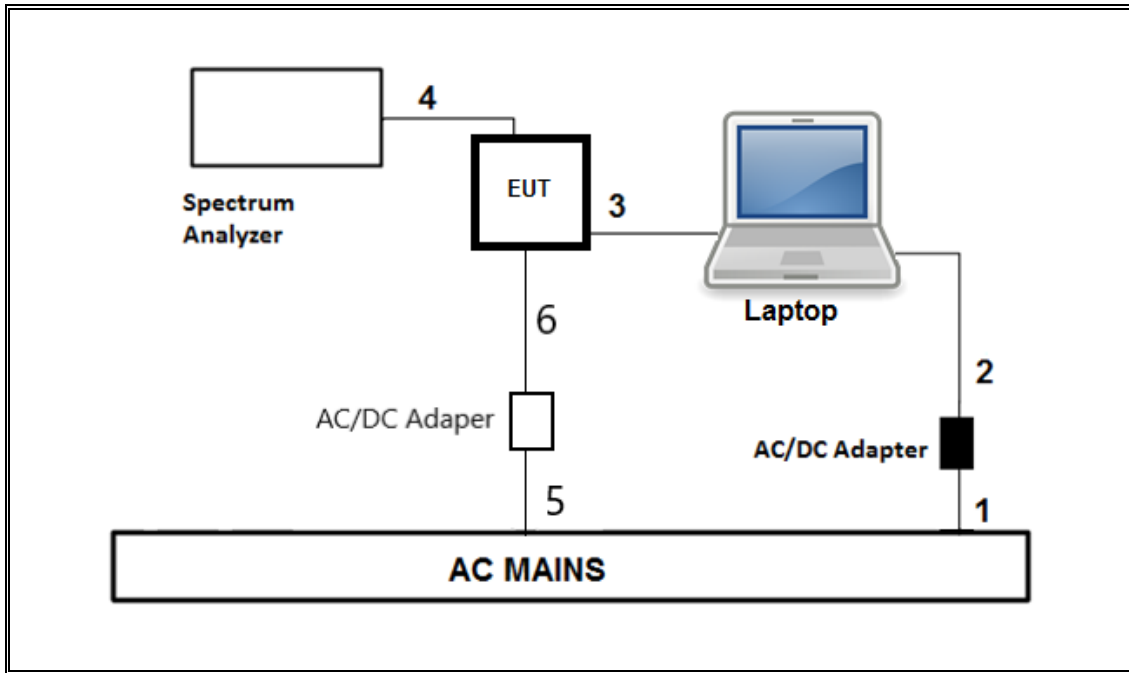 4
EUT
Spectrum
Analyzer
3
Laptop
6
2
AC/DC Adaper
AC/DC Adapter
5
1
AC MAINS